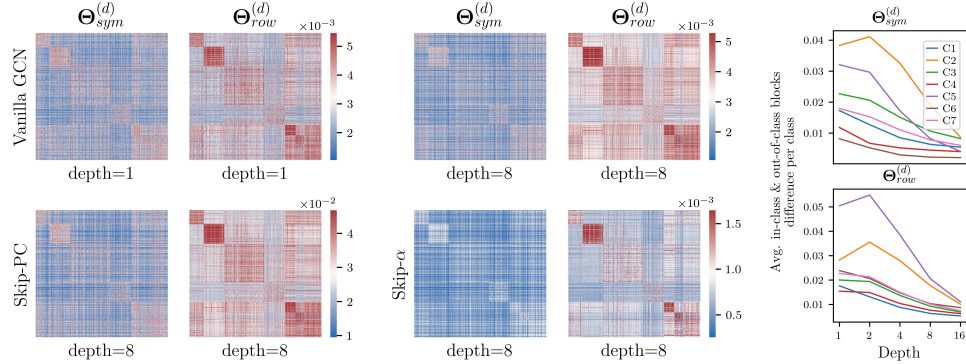 Θ_sym^(d)
Θ_row^(d)
×10⁻³
Vanilla GCN
5
4
3
2
depth=1
depth=1
Θ_sym^(d)
Θ_row^(d)
×10⁻³
5
4
3
2
depth=8
depth=8
×10⁻²
Skip-PC
4
3
2
1
depth=8
depth=8
×10⁻³
Skip-α
1.5
1.0
0.5
depth=8
depth=8
Avg. in-class & out-of-class blocks
difference per class
Θ_sym^(d)
0.04
0.03
0.02
0.01
C1
C2
C3
C4
C5
C6
C7
Θ_row^(d)
0.05
0.04
0.03
0.02
0.01
1 2 4 8 16
Depth